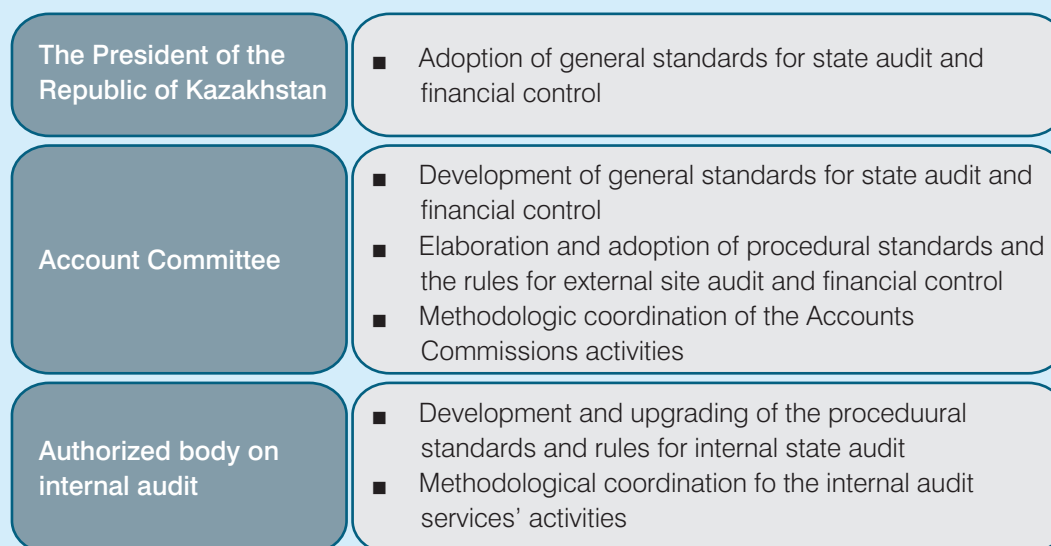 The President of the
Republic of Kazakhstan
■ Adoption of general standards for state audit and
financial control
Account Committee
■ Development of general standards for state audit and
financial control
■ Elaboration and adoption of procedural standards and
the rules for external site audit and financial control
■ Methodologic coordination of the Accounts
Commissions activities
Authorized body on
internal audit
■ Development and upgrading of the proceduural
standards and rules for internal state audit
■ Methodological coordination fo the internal audit
services’ activities